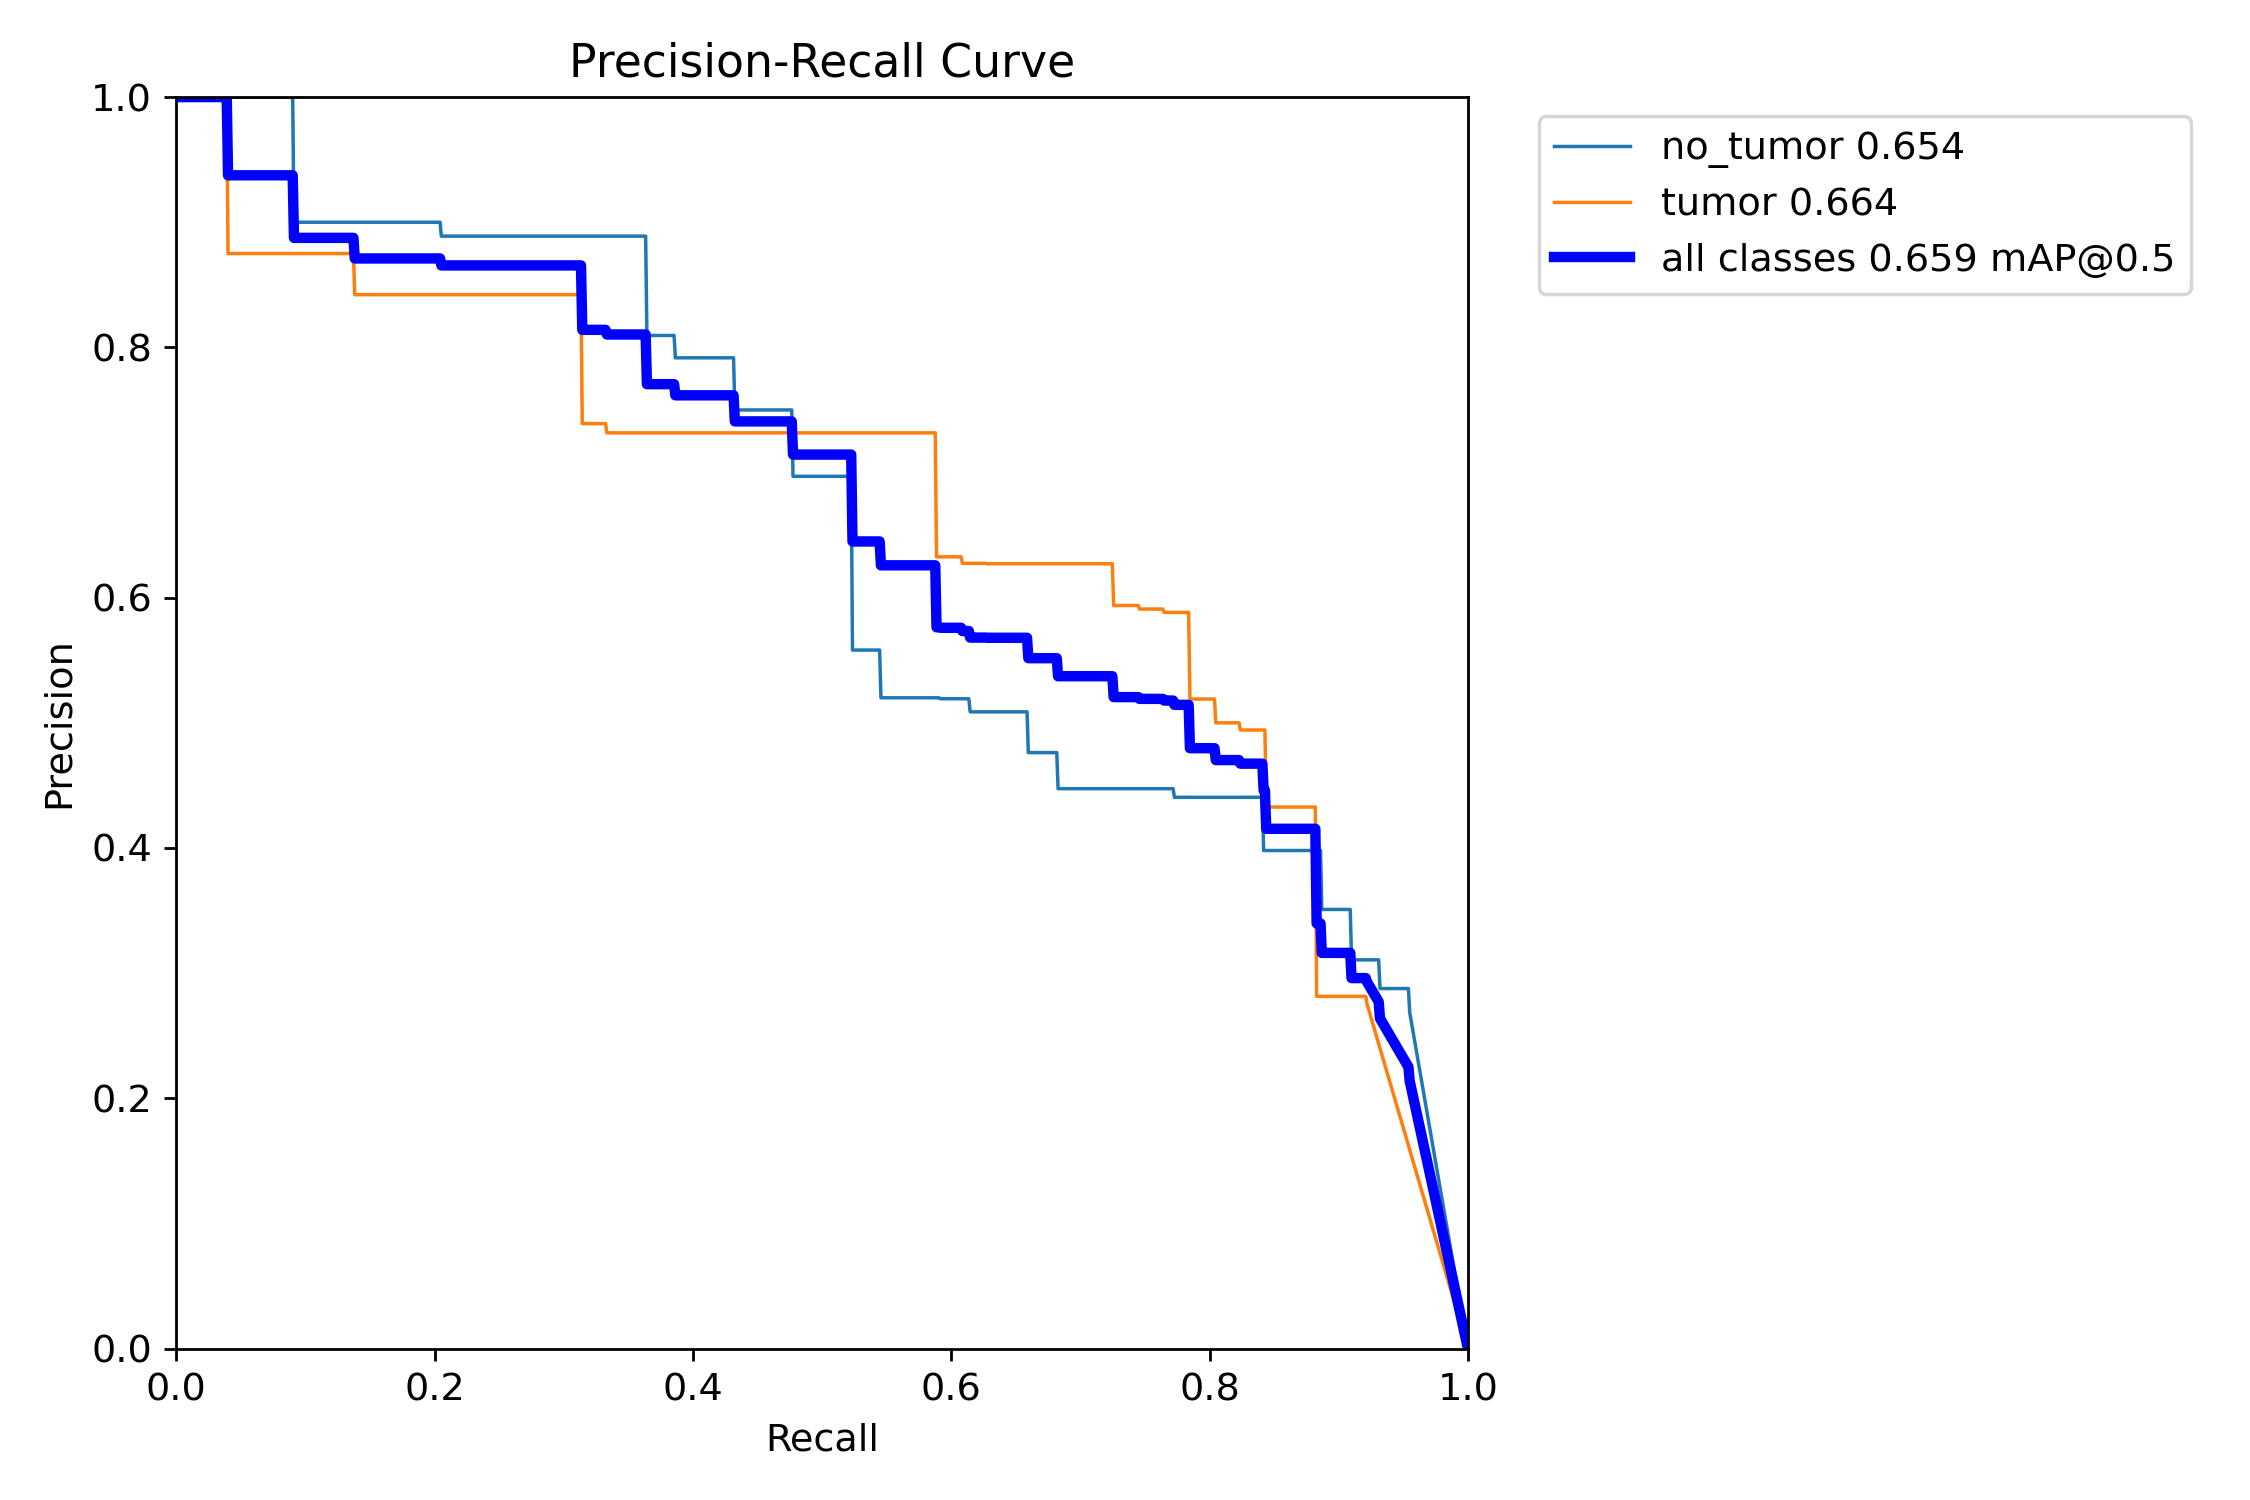 Precision-Recall Curve
1.0
0.8
0.6
0.4
0.2
0.0
Precision
0.0 0.2 0.4 0.6 0.8 1.0
Recall
no_tumor 0.654
tumor 0.664
all classes 0.659 mAP@0.5